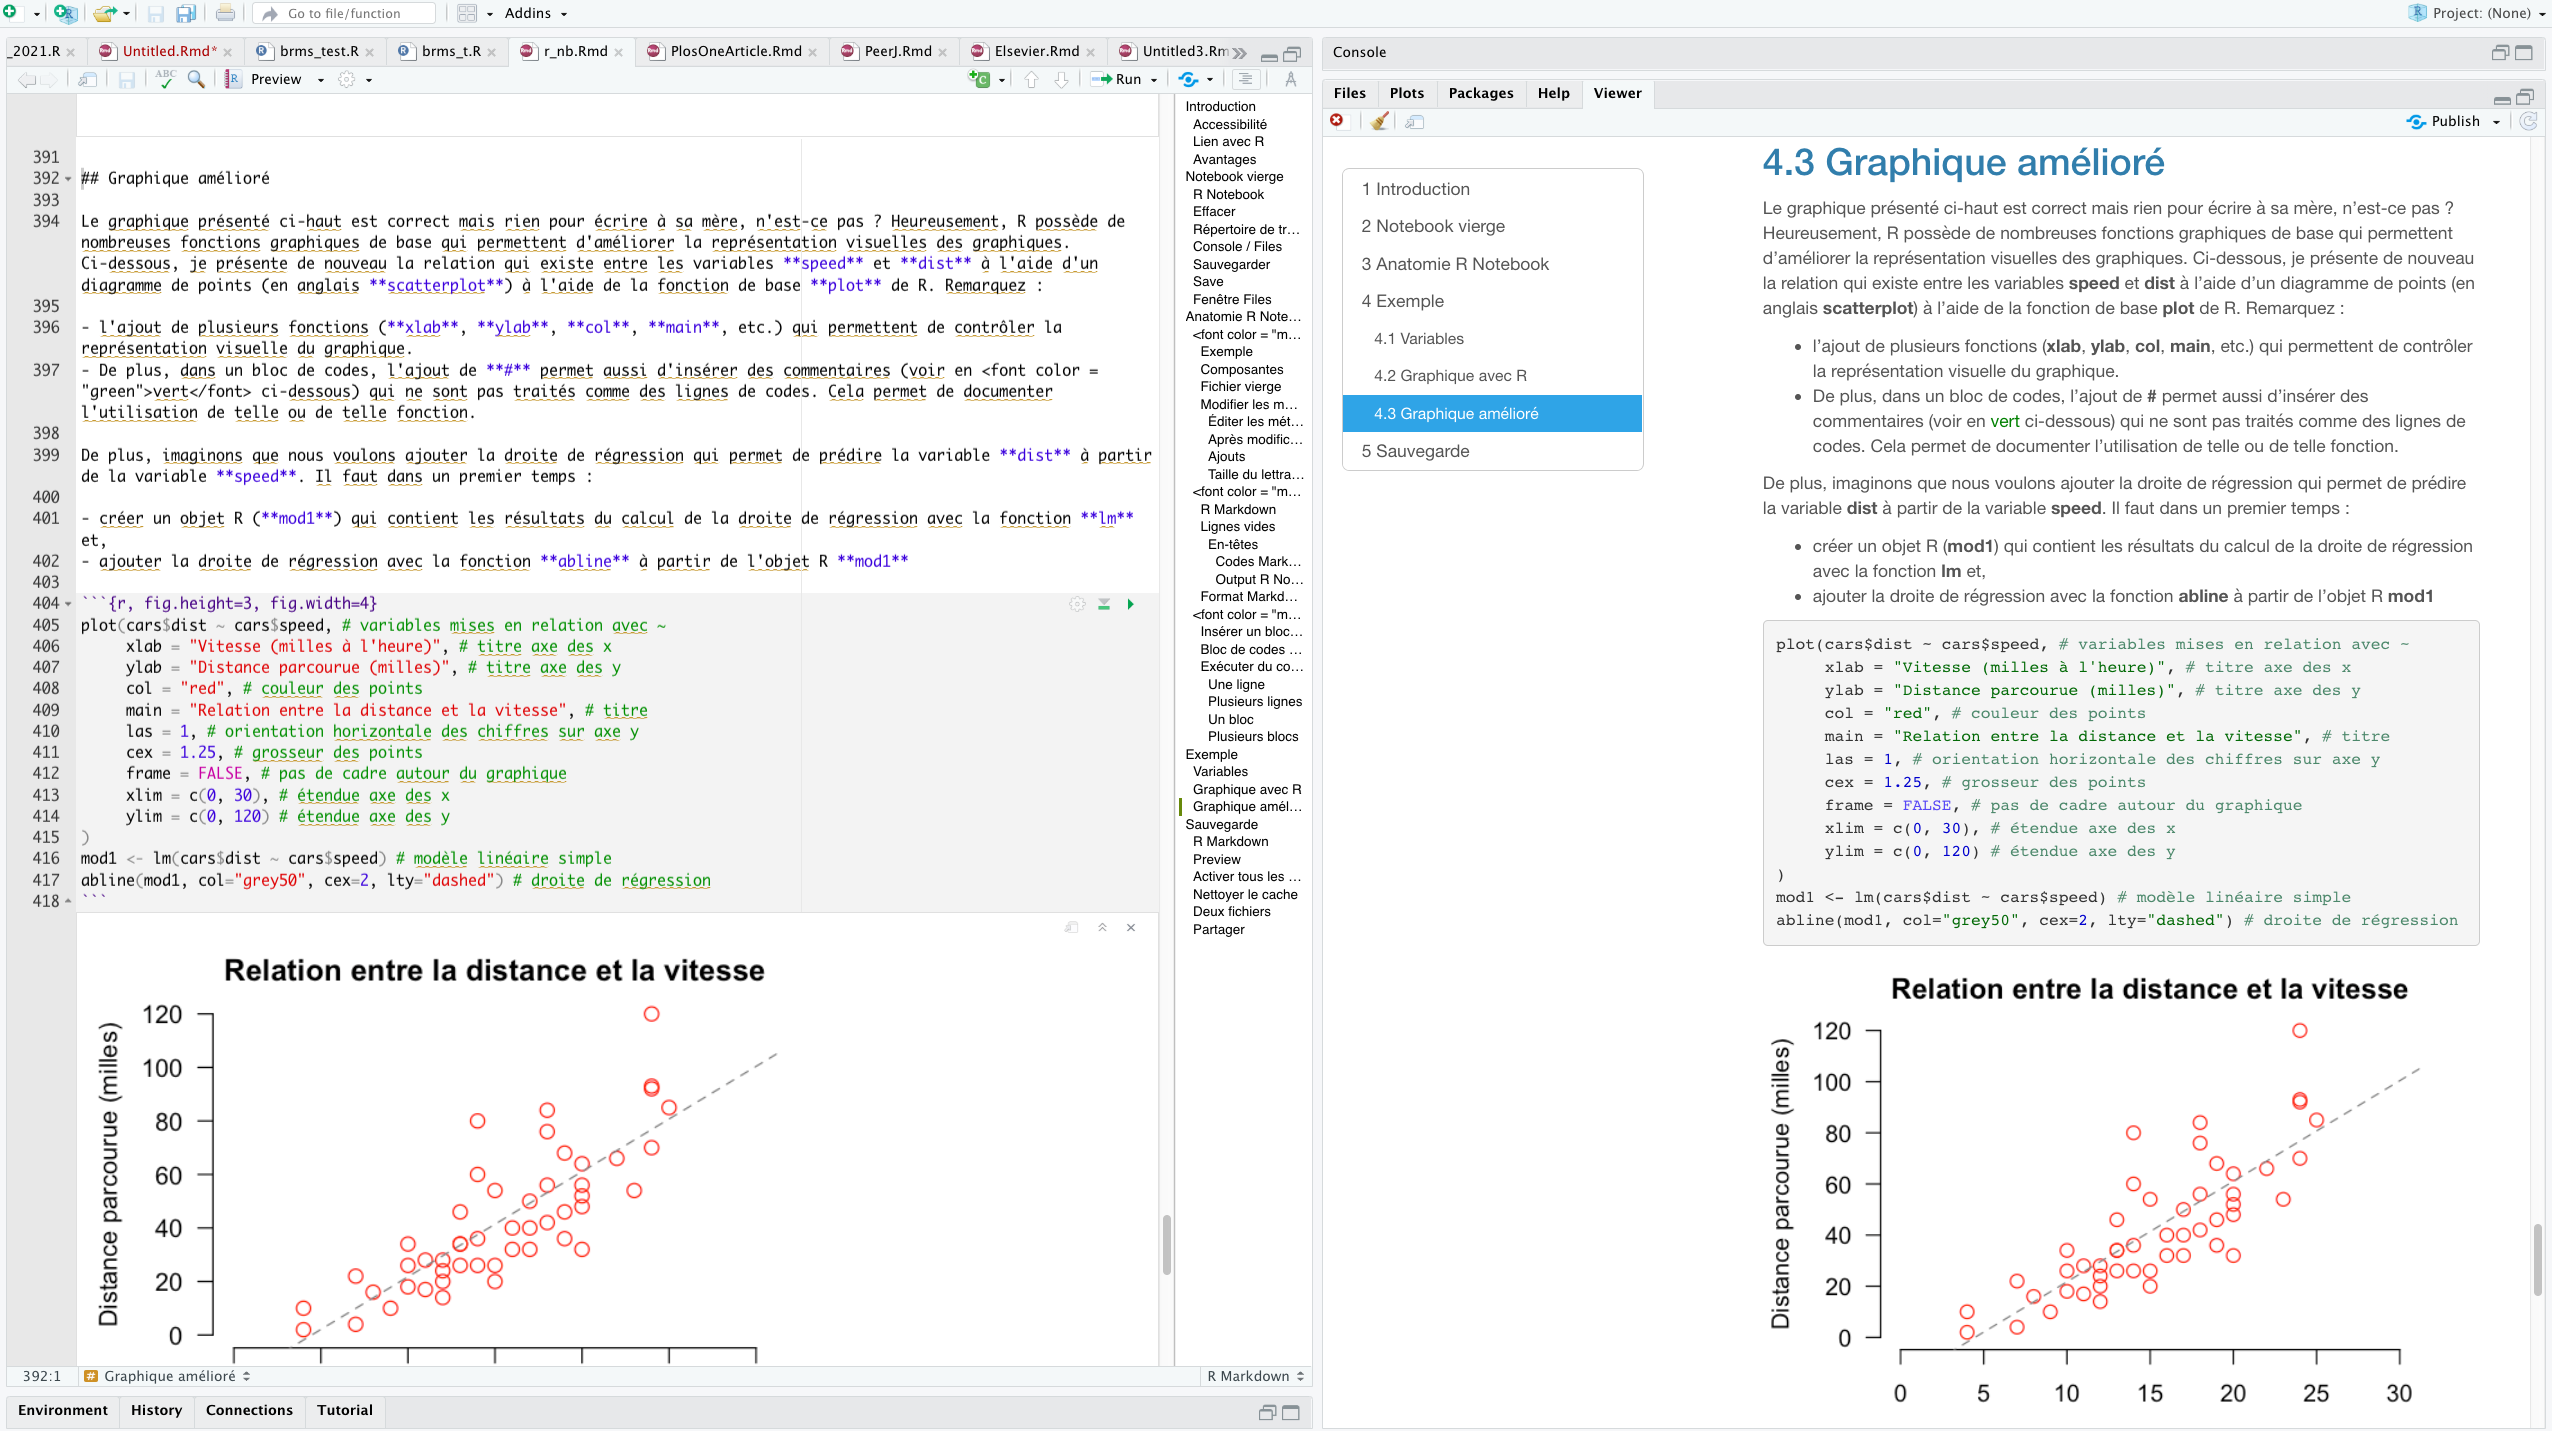 Go to file/function
Addins
Project: (None)
_2021.R
Untitled.Rmd*
brms_test.R
brms_t.R
r_nb.Rmd
PlosOneArticle.Rmd
PeerJ.Rmd
Elsevier.Rmd
Untitled3.Rm
ABC
Preview
Run
391
392
## Graphique amélioré
393
394
Le graphique présenté ci-haut est correct mais rien pour écrire à sa mère, n'est-ce pas ? Heureusement, R possède de
nombreuses fonctions graphiques de base qui permettent d'améliorer la représentation visuelles des graphiques.
Ci-dessous, je présente de nouveau la relation qui existe entre les variables **speed** et **dist** à l'aide d'un
diagramme de points (en anglais **scatterplot**) à l'aide de la fonction de base **plot** de R. Remarquez :
395
396
- l'ajout de plusieurs fonctions (**xlab**, **ylab**, **col**, **main**, etc.) qui permettent de contrôler la
représentation visuelle du graphique.
397
- De plus, dans un bloc de codes, l'ajout de **#** permet aussi d'insérer des commentaires (voir en <font color =
"green">vert</font> ci-dessous) qui ne sont pas traités comme des lignes de codes. Cela permet de documenter
l'utilisation de telle ou de telle fonction.
398
399
De plus, imaginons que nous voulons ajouter la droite de régression qui permet de prédire la variable **dist** à partir
de la variable **speed**. Il faut dans un premier temps :
400
401
- créer un objet R (**mod1**) qui contient les résultats du calcul de la droite de régression avec la fonction **lm**
et,
402
- ajouter la droite de régression avec la fonction **abline** à partir de l'objet R **mod1**
403
404
```{r, fig.height=3, fig.width=4}
405
plot(cars$dist ~ cars$speed, # variables mises en relation avec ~
406
xlab = "Vitesse (milles à l'heure)", # titre axe des x
407
ylab = "Distance parcourue (milles)", # titre axe des y
408
col = "red", # couleur des points
409
main = "Relation entre la distance et la vitesse", # titre
410
las = 1, # orientation horizontale des chiffres sur axe y
411
cex = 1.25, # grosseur des points
412
frame = FALSE, # pas de cadre autour du graphique
413
xlim = c(0, 30), # étendue axe des x
414
ylim = c(0, 120) # étendue axe des y
415
)
416
mod1 <- lm(cars$dist ~ cars$speed) # modèle linéaire simple
417
abline(mod1, col="grey50", cex=2, lty="dashed") # droite de régression
418
```
Relation entre la distance et la vitesse
Distance parcourue (milles)
120
100
80
60
40
20
0
392:1
# Graphique amélioré
R Markdown
Environment
History
Connections
Tutorial
Introduction
Accessibilité
Lien avec R
Avantages
Notebook vierge
R Notebook
Effacer
Répertoire de tr...
Console / Files
Sauvegarder
Save
Fenêtre Files
Anatomie R Note...
<font color = "m...
Exemple
Composantes
Fichier vierge
Modifier les m...
Éditer les mét...
Après modific...
Ajouts
Taille du lettra...
<font color = "m...
R Markdown
Lignes vides
En-têtes
Codes Mark...
Output R No...
Format Markd...
<font color = "m...
Insérer un bloc...
Bloc de codes ...
Exécuter du co...
Une ligne
Plusieurs lignes
Un bloc
Plusieurs blocs
Exemple
Variables
Graphique avec R
Graphique amél...
Sauvegarde
R Markdown
Preview
Activer tous les ...
Nettoyer le cache
Deux fichiers
Partager
Console
Files
Plots
Packages
Help
Viewer
Publish
1 Introduction
2 Notebook vierge
3 Anatomie R Notebook
4 Exemple
4.1 Variables
4.2 Graphique avec R
4.3 Graphique amélioré
5 Sauvegarde
4.3 Graphique amélioré
Le graphique présenté ci-haut est correct mais rien pour écrire à sa mère, n'est-ce pas ?
Heureusement, R possède de nombreuses fonctions graphiques de base qui permettent
d'améliorer la représentation visuelles des graphiques. Ci-dessous, je présente de nouveau
la relation qui existe entre les variables speed et dist à l'aide d'un diagramme de points (en
anglais scatterplot) à l'aide de la fonction de base plot de R. Remarquez :
• l'ajout de plusieurs fonctions (xlab, ylab, col, main, etc.) qui permettent de contrôler
la représentation visuelle du graphique.
• De plus, dans un bloc de codes, l'ajout de # permet aussi d'insérer des
commentaires (voir en vert ci-dessous) qui ne sont pas traités comme des lignes de
codes. Cela permet de documenter l'utilisation de telle ou de telle fonction.
De plus, imaginons que nous voulons ajouter la droite de régression qui permet de prédire
la variable dist à partir de la variable speed. Il faut dans un premier temps :
• créer un objet R (mod1) qui contient les résultats du calcul de la droite de régression
avec la fonction lm et,
• ajouter la droite de régression avec la fonction abline à partir de l'objet R mod1
plot(cars$dist ~ cars$speed, # variables mises en relation avec ~
xlab = "Vitesse (milles à l'heure)", # titre axe des x
ylab = "Distance parcourue (milles)", # titre axe des y
col = "red", # couleur des points
main = "Relation entre la distance et la vitesse", # titre
las = 1, # orientation horizontale des chiffres sur axe y
cex = 1.25, # grosseur des points
frame = FALSE, # pas de cadre autour du graphique
xlim = c(0, 30), # étendue axe des x
ylim = c(0, 120) # étendue axe des y
)
mod1 <- lm(cars$dist ~ cars$speed) # modèle linéaire simple
abline(mod1, col="grey50", cex=2, lty="dashed") # droite de régression
Relation entre la distance et la vitesse
Distance parcourue (milles)
120
100
80
60
40
20
0
0 5 10 15 20 25 30